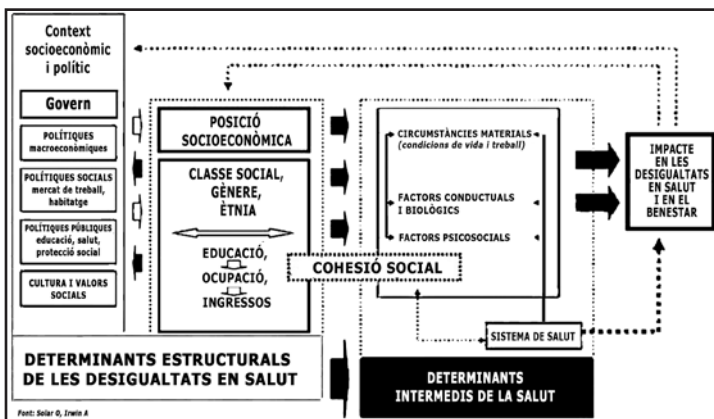 Context
socioeconòmic
i polític
Govern
POLÍTIQUES
macroeconòmiques
POLÍTIQUES SOCIALS
mercat de treball,
habitatge
POLÍTIQUES PÚBLIQUES
educació, salut,
protecció social
CULTURA I VALORS
SOCIALS
POSICIÓ
SOCIOECONÒMICA
CLASSE SOCIAL,
GÈNERE,
ÈTNIA
EDUCACIÓ,
OCUPACIÓ,
INGRESSOS
COHESIÓ SOCIAL
CIRCUMSTÀNCIES MATERIALS
(condicions de vida i treball)
FACTORS CONDUCTUALS
I BIOLÒGICS
FACTORS PSICOSOCIALS
SISTEMA DE SALUT
IMPACTE
EN LES
DESIGUALTATS
EN SALUT
I EN EL
BENESTAR
DETERMINANTS ESTRUCTURALS
DE LES DESIGUALTATS EN SALUT
DETERMINANTS
INTERMEDIS DE LA SALUT
Font: Solar O, Irwin A